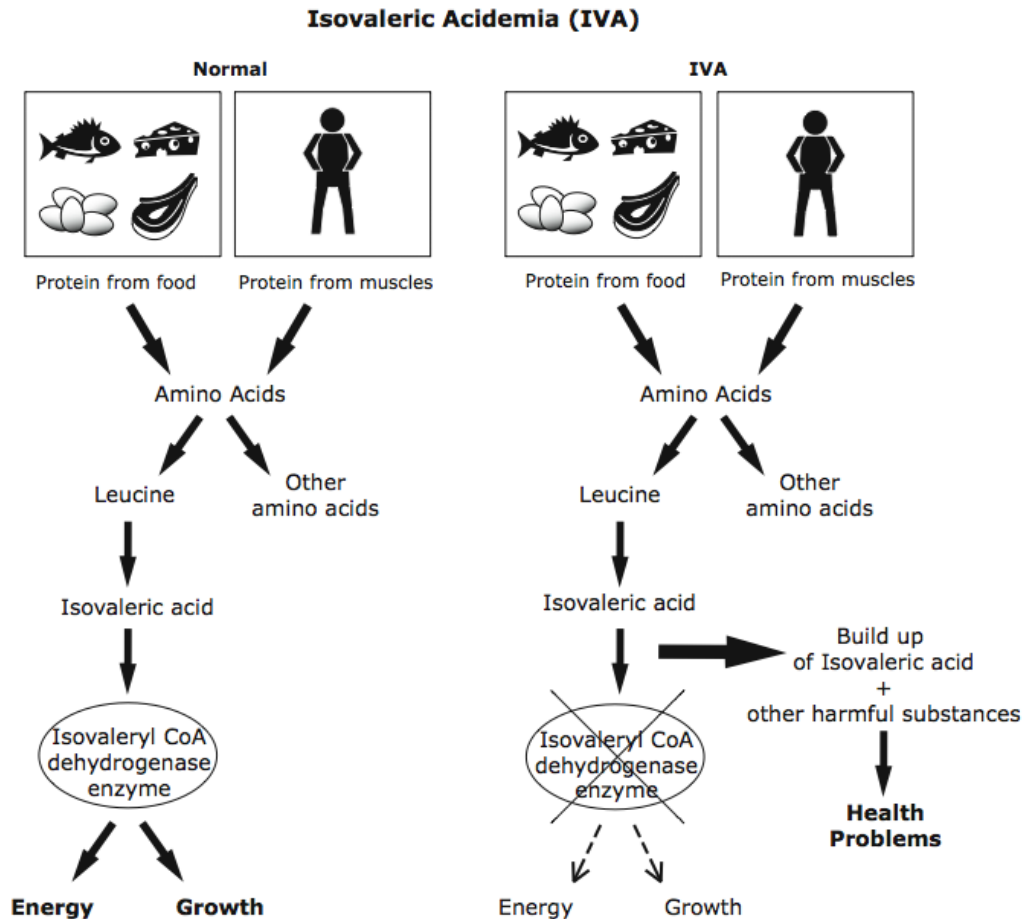 Isovaleric Acidemia (IVA)
Normal
Protein from food
Protein from muscles
Amino Acids
Leucine
Other
amino acids
Isovaleric acid
Isovaleryl CoA
dehydrogenase
enzyme
Energy
Growth
IVA
Protein from food
Protein from muscles
Amino Acids
Leucine
Other
amino acids
Isovaleric acid
Build up
of Isovaleric acid
+
other harmful substances
Isovaleryl CoA
dehydrogenase
enzyme
Health
Problems
Energy
Growth